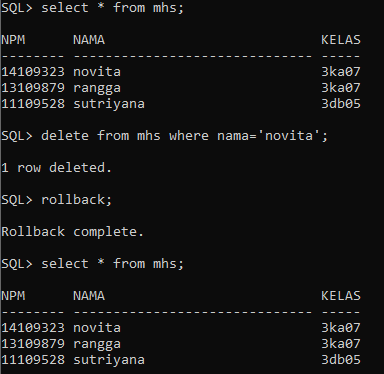 SQL> select * from mhs;
NPM      NAMA                           KELAS
-------- ------------------------------ -----
14109323 novita                         3ka07
13109879 rangga                         3ka07
11109528 sutriyana                      3db05
SQL> delete from mhs where nama='novita';
1 row deleted.
SQL> rollback;
Rollback complete.
SQL> select * from mhs;
NPM      NAMA                           KELAS
-------- ------------------------------ -----
14109323 novita                         3ka07
13109879 rangga                         3ka07
11109528 sutriyana                      3db05